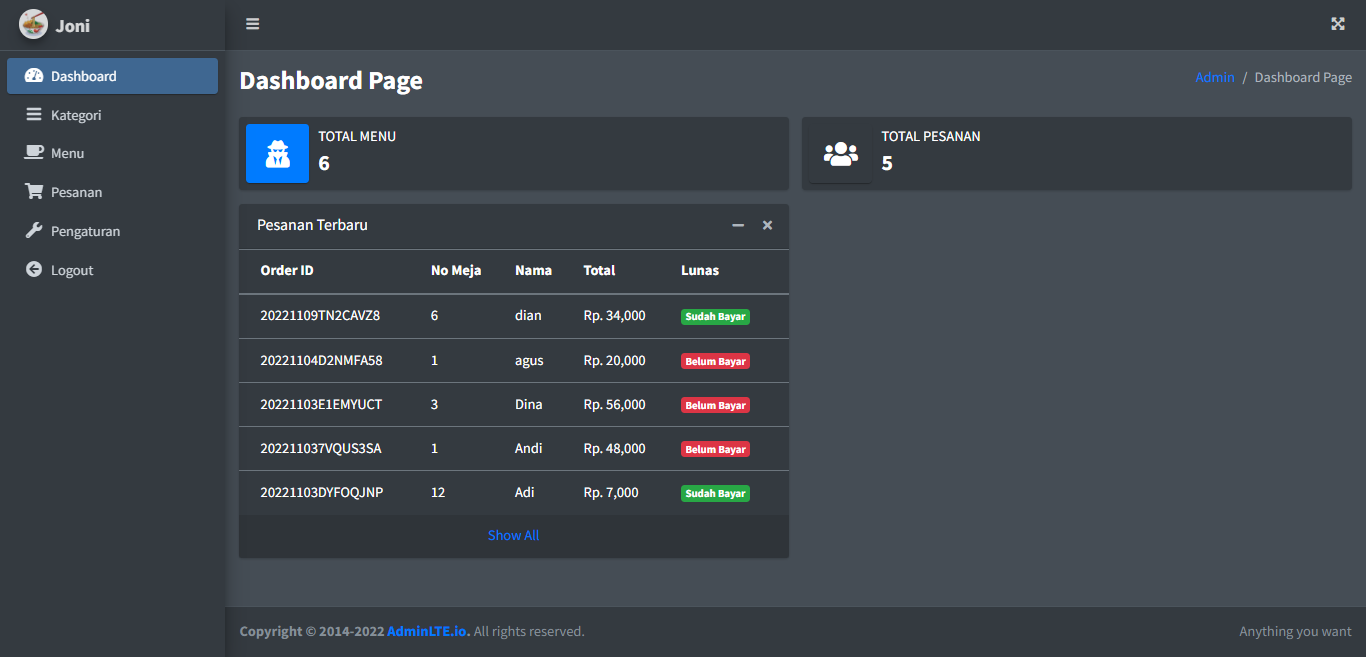 Joni
Dashboard
Kategori
Menu
Pesanan
Pengaturan
Logout
Dashboard Page
Admin / Dashboard Page
TOTAL MENU
6
TOTAL PESANAN
5
Pesanan Terbaru
Order ID No Meja Nama Total Lunas
20221109TN2CAVZ8 6 dian Rp. 34,000 Sudah Bayar
20221104D2NMFA58 1 agus Rp. 20,000 Belum Bayar
20221103E1EMYUCT 3 Dina Rp. 56,000 Belum Bayar
202211037VQUS3SA 1 Andi Rp. 48,000 Belum Bayar
20221103DYFOQJNP 12 Adi Rp. 7,000 Sudah Bayar
Show All
Copyright © 2014-2022 AdminLTE.io. All rights reserved.
Anything you want